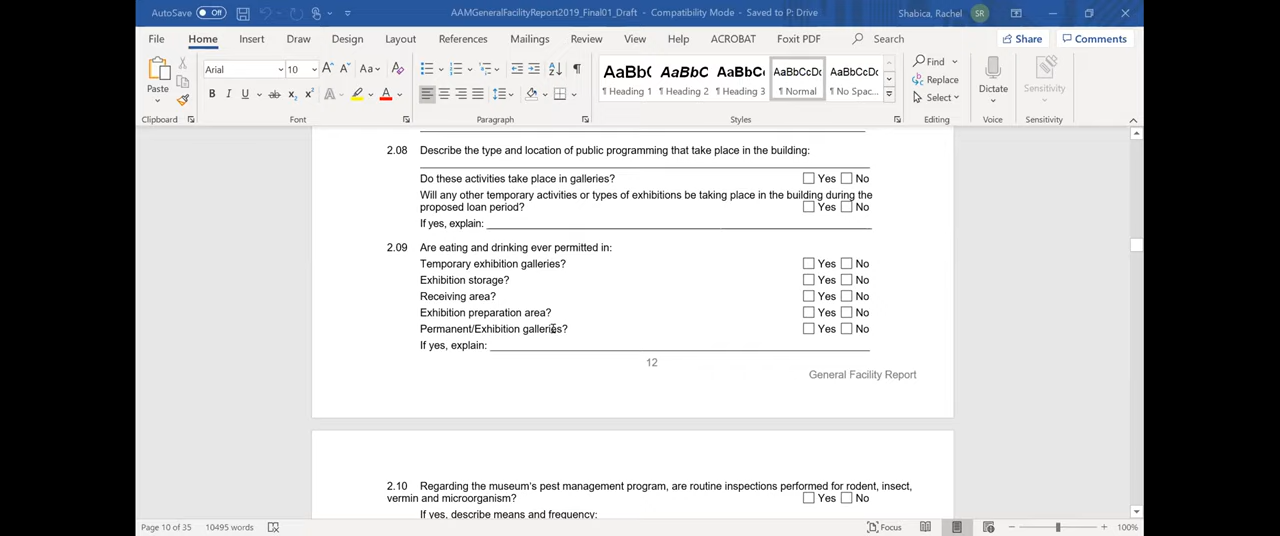 AutoSave Off AAMGeneralFacilityReport2019_Final01_Draft - Compatibility Mode - Saved to P: Drive Shabica, Rachel SR
File Home Insert Draw Design Layout References Mailings Review View Help ACROBAT Foxit PDF Search Share Comments
Paste Arial 10 A A Aa A AaBbC AaBbC AaBbC AaBbCcDc AaBbCcDc Find Replace Select Dictate Sensitivity
B I U ab x2 x2 A A ¶ Heading 1 ¶ Heading 2 ¶ Heading 3 ¶ Normal ¶ No Spac...
Clipboard Font Paragraph Styles Editing Voice Sensitivity
2.08 Describe the type and location of public programming that take place in the building:
Do these activities take place in galleries? Yes No
Will any other temporary activities or types of exhibitions be taking place in the building during the
proposed loan period? Yes No
If yes, explain:
2.09 Are eating and drinking ever permitted in:
Temporary exhibition galleries? Yes No
Exhibition storage? Yes No
Receiving area? Yes No
Exhibition preparation area? Yes No
Permanent/Exhibition galleries? Yes No
If yes, explain:
12
General Facility Report
2.10 Regarding the museum's pest management program, are routine inspections performed for rodent, insect,
vermin and microorganism? Yes No
If yes, describe means and frequency:
Page 10 of 35 10495 words Focus 100%